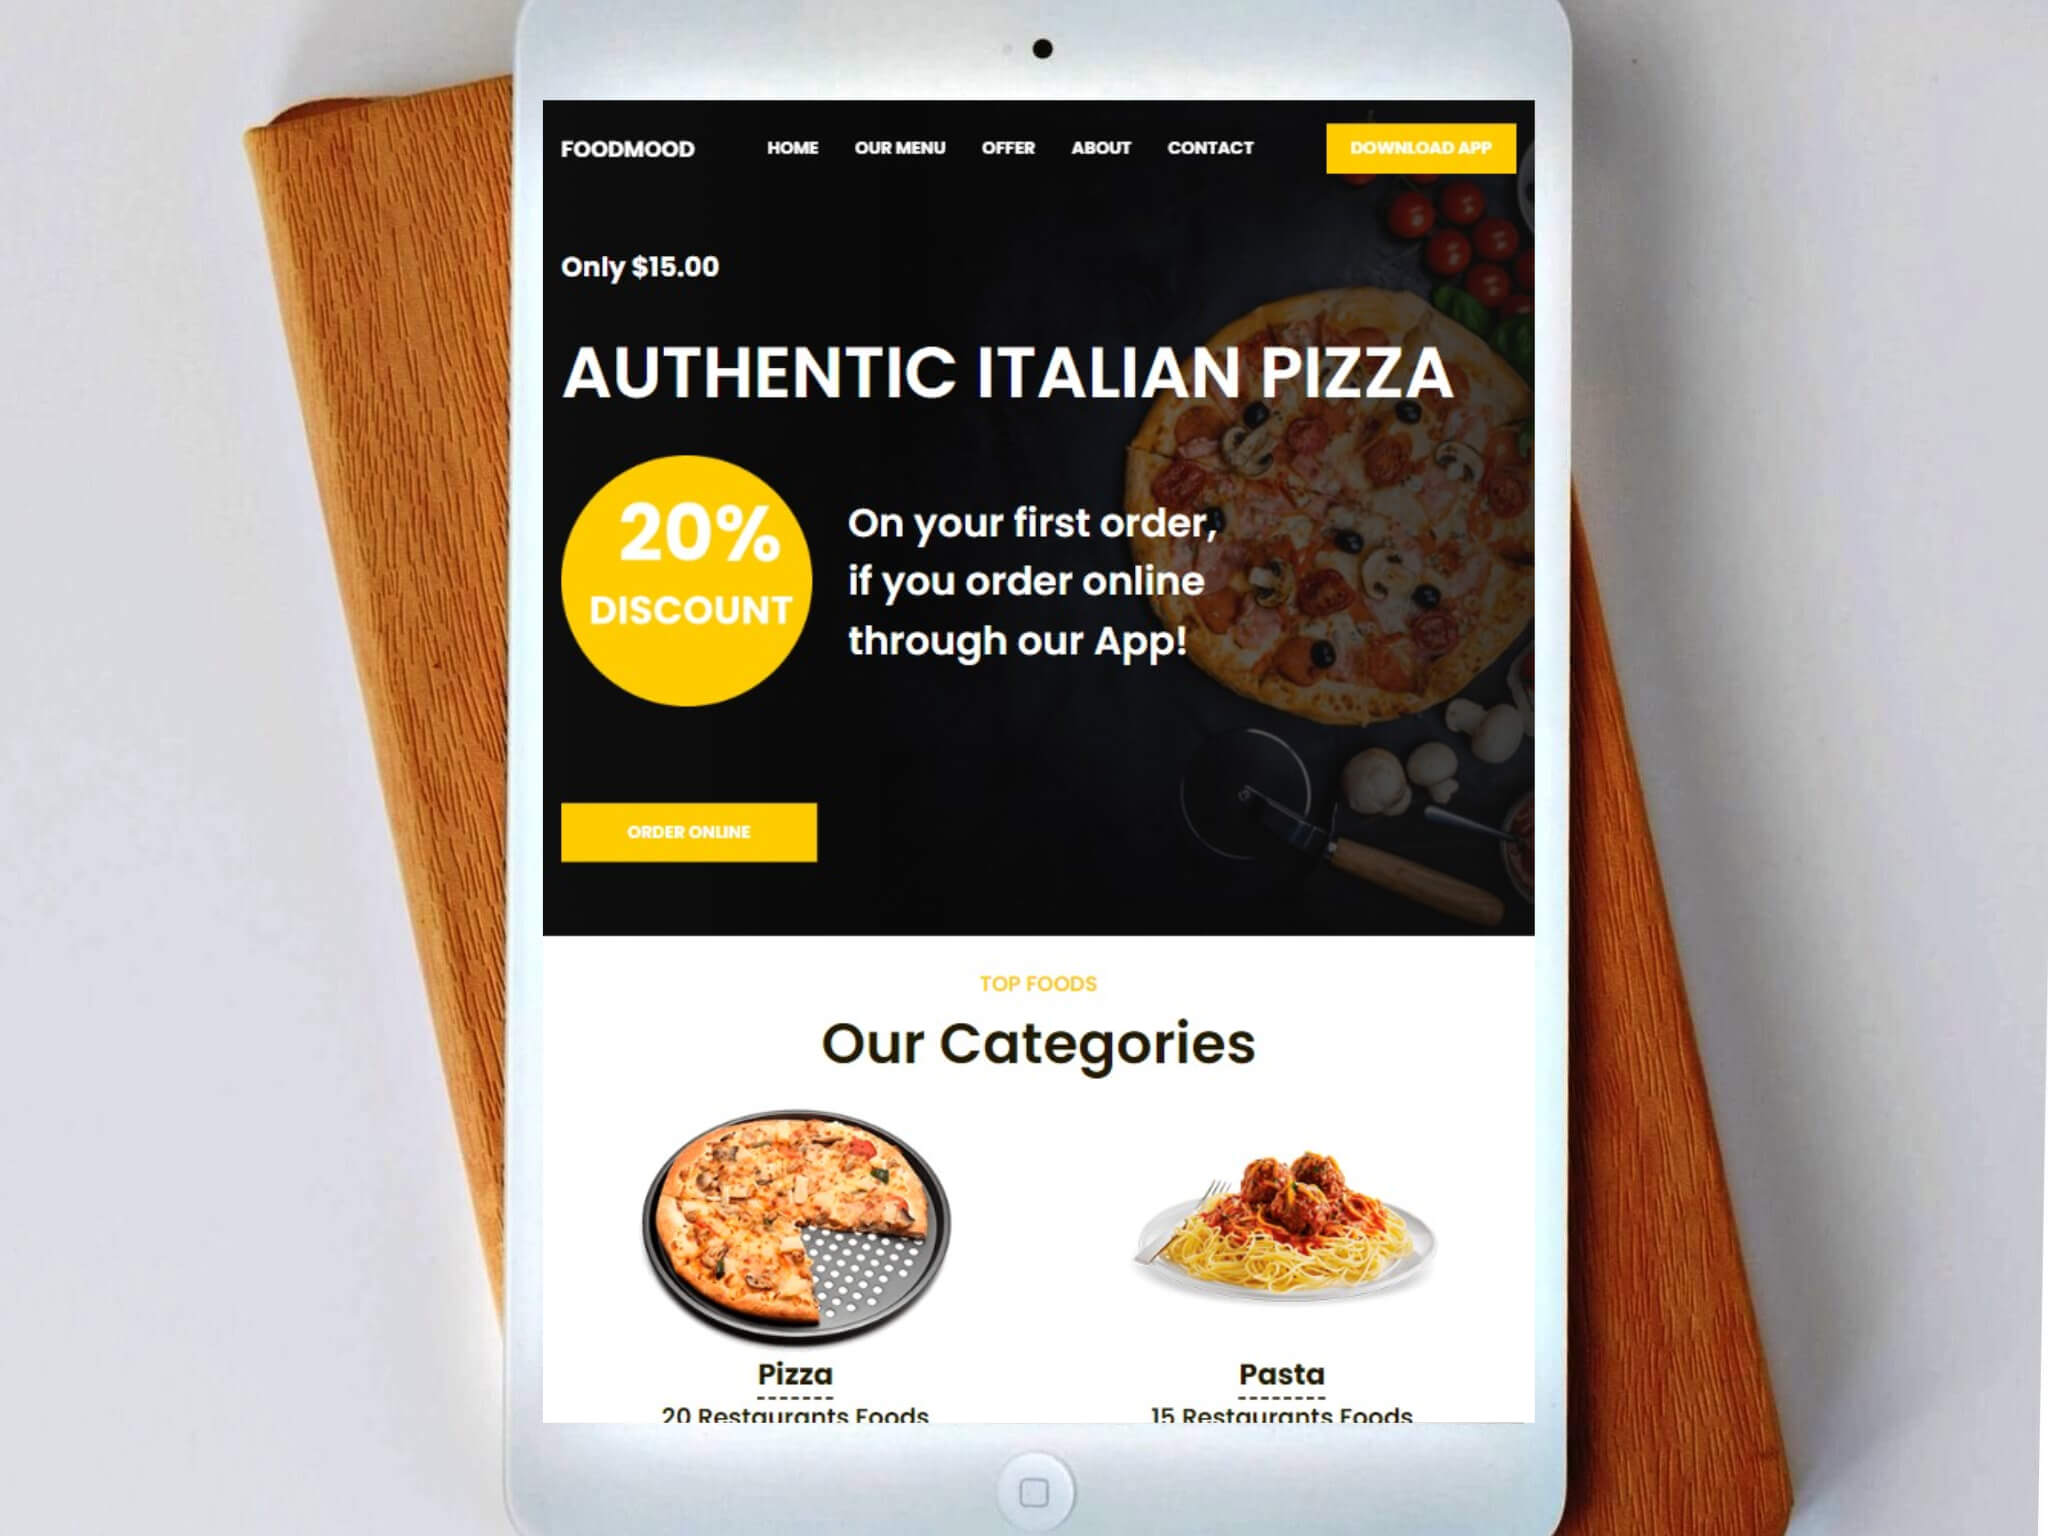 FOODMOOD HOME OUR MENU OFFER ABOUT CONTACT DOWNLOAD APP
Only $15.00
AUTHENTIC ITALIAN PIZZA
20%
DISCOUNT
On your first order,
if you order online
through our App!
ORDER ONLINE
TOP FOODS
Our Categories
Pizza
Pasta
20 Restaurants Foods
15 Restaurants Foods